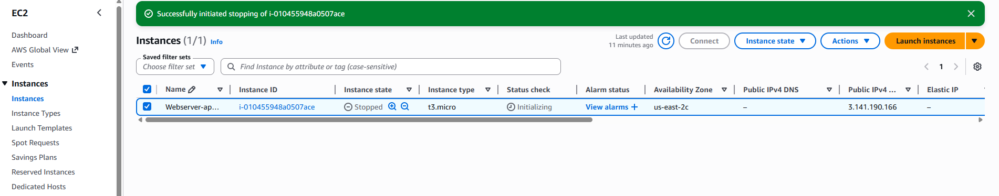 EC2
Dashboard
AWS Global View
Events
Instances
Instances
Instance Types
Launch Templates
Spot Requests
Savings Plans
Reserved Instances
Dedicated Hosts
Successfully initiated stopping of i-010455948a0507ace
Instances (1/1) Info
Last updated
11 minutes ago
Connect
Instance state
Actions
Launch instances
Saved filter sets
Choose filter set
Find Instance by attribute or tag (case-sensitive)
1
Name Instance ID Instance state Instance type Status check Alarm status Availability Zone Public IPv4 DNS Public IPv4 ... Elastic IP
Webserver-ap... i-010455948a0507ace Stopped t3.micro Initializing View alarms + us-east-2c – 3.141.190.166 –